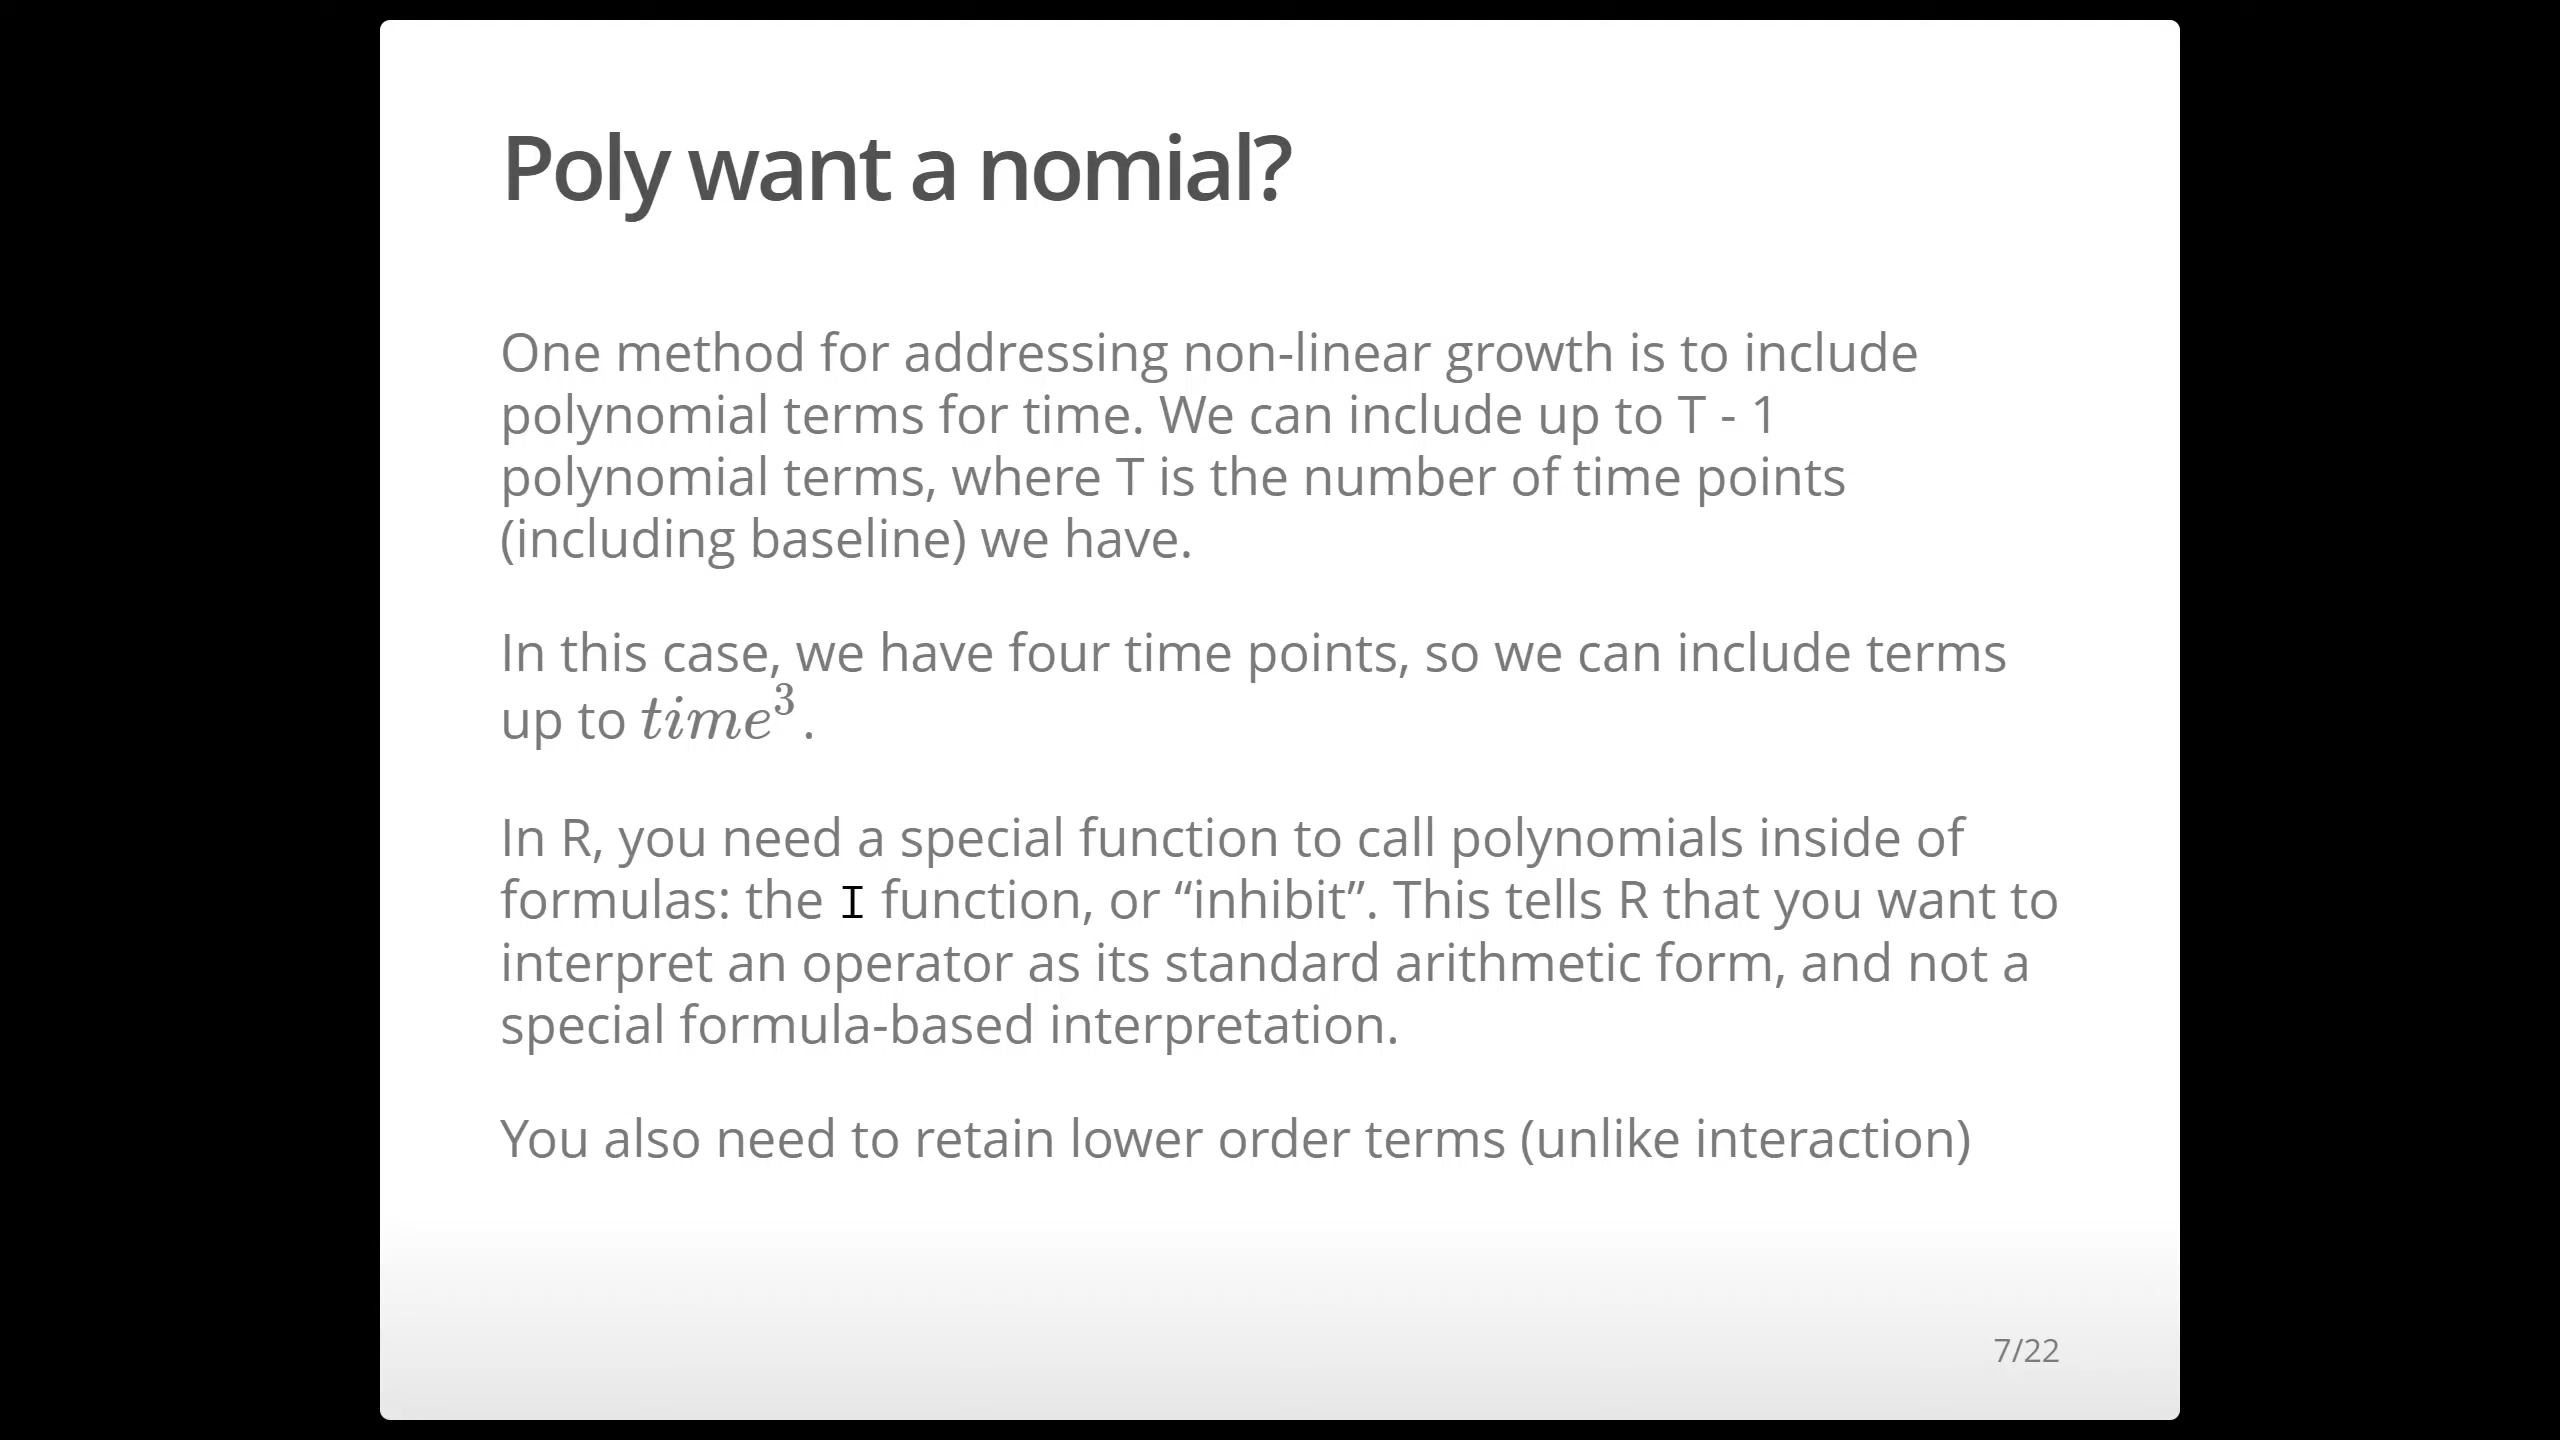 Poly want a nomial?
One method for addressing non-linear growth is to include
polynomial terms for time. We can include up to T - 1
polynomial terms, where T is the number of time points
(including baseline) we have.
In this case, we have four time points, so we can include terms
up to time³.
In R, you need a special function to call polynomials inside of
formulas: the I function, or “inhibit”. This tells R that you want to
interpret an operator as its standard arithmetic form, and not a
special formula-based interpretation.
You also need to retain lower order terms (unlike interaction)
7/22